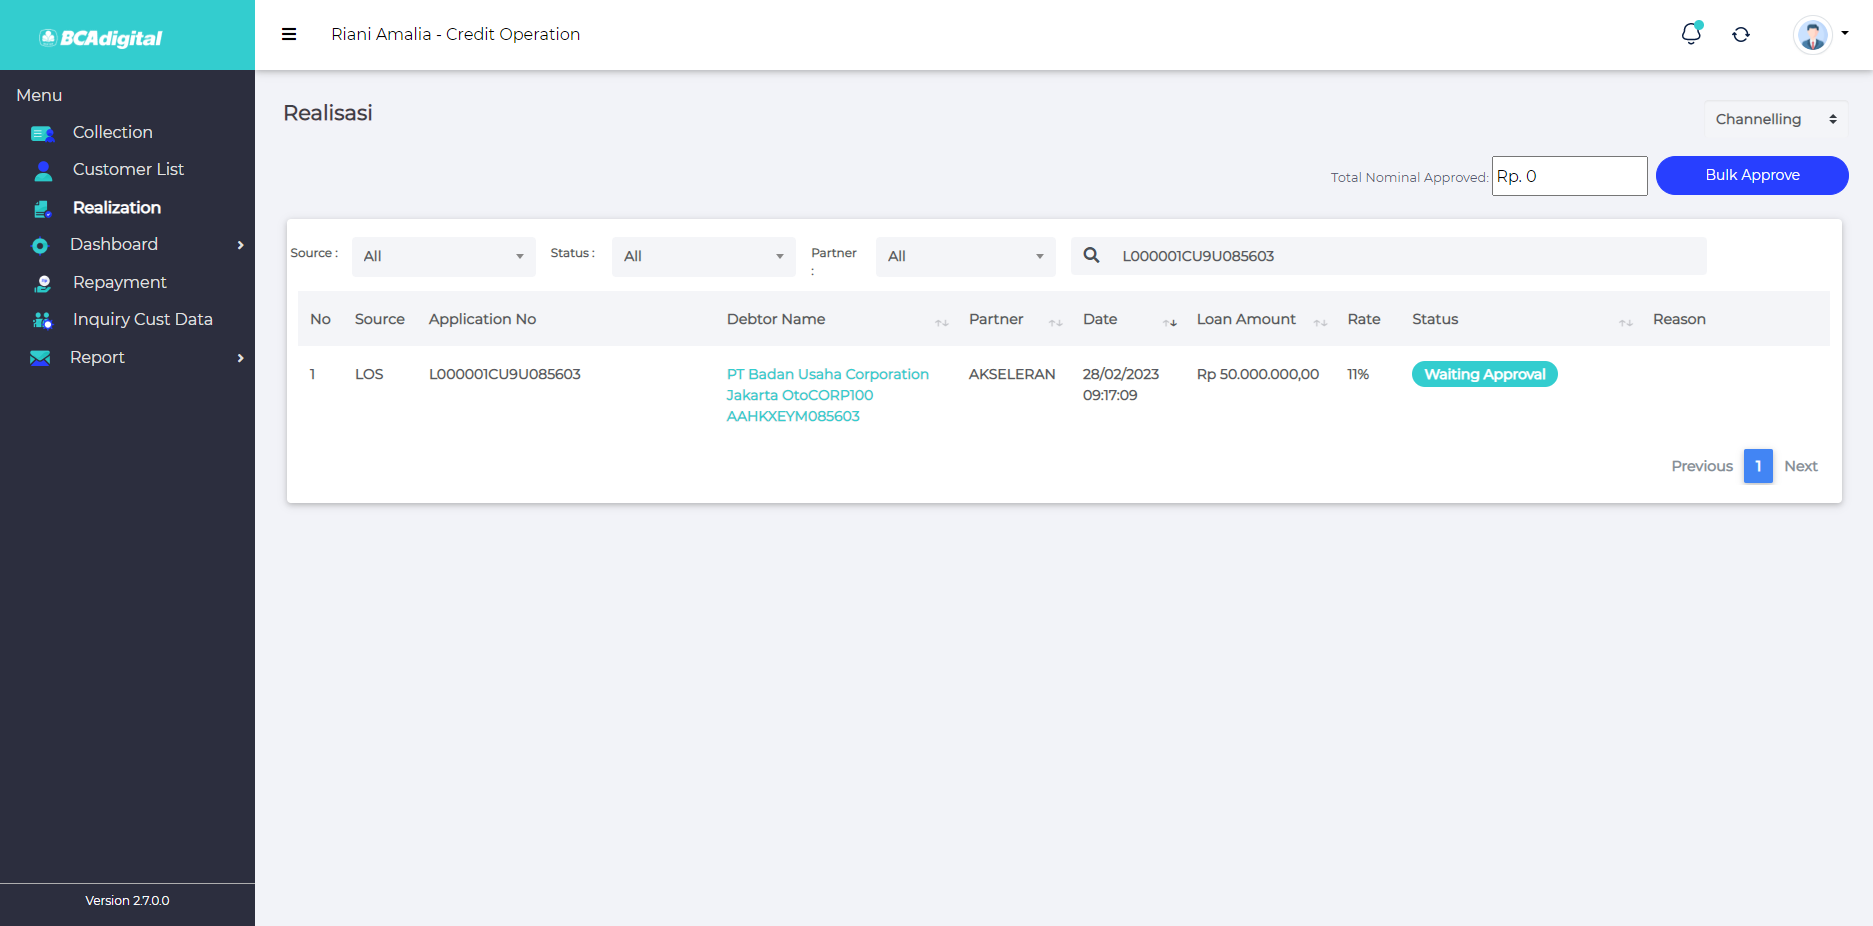 BCAdigital
Riani Amalia - Credit Operation
Menu
Collection
Customer List
Realization
Dashboard
Repayment
Inquiry Cust Data
Report
Version 2.7.0.0
Realisasi
Channelling
Total Nominal Approved: Rp. 0 Bulk Approve
Source : All Status : All Partner : All L000001CU9U085603
No Source Application No Debtor Name Partner Date Loan Amount Rate Status Reason
1 LOS L000001CU9U085603 PT Badan Usaha Corporation AKSELERAN 28/02/2023 Rp 50.000.000,00 11% Waiting Approval
Jakarta OtoCORP100 09:17:09
AAHKXEYM085603
Previous 1 Next